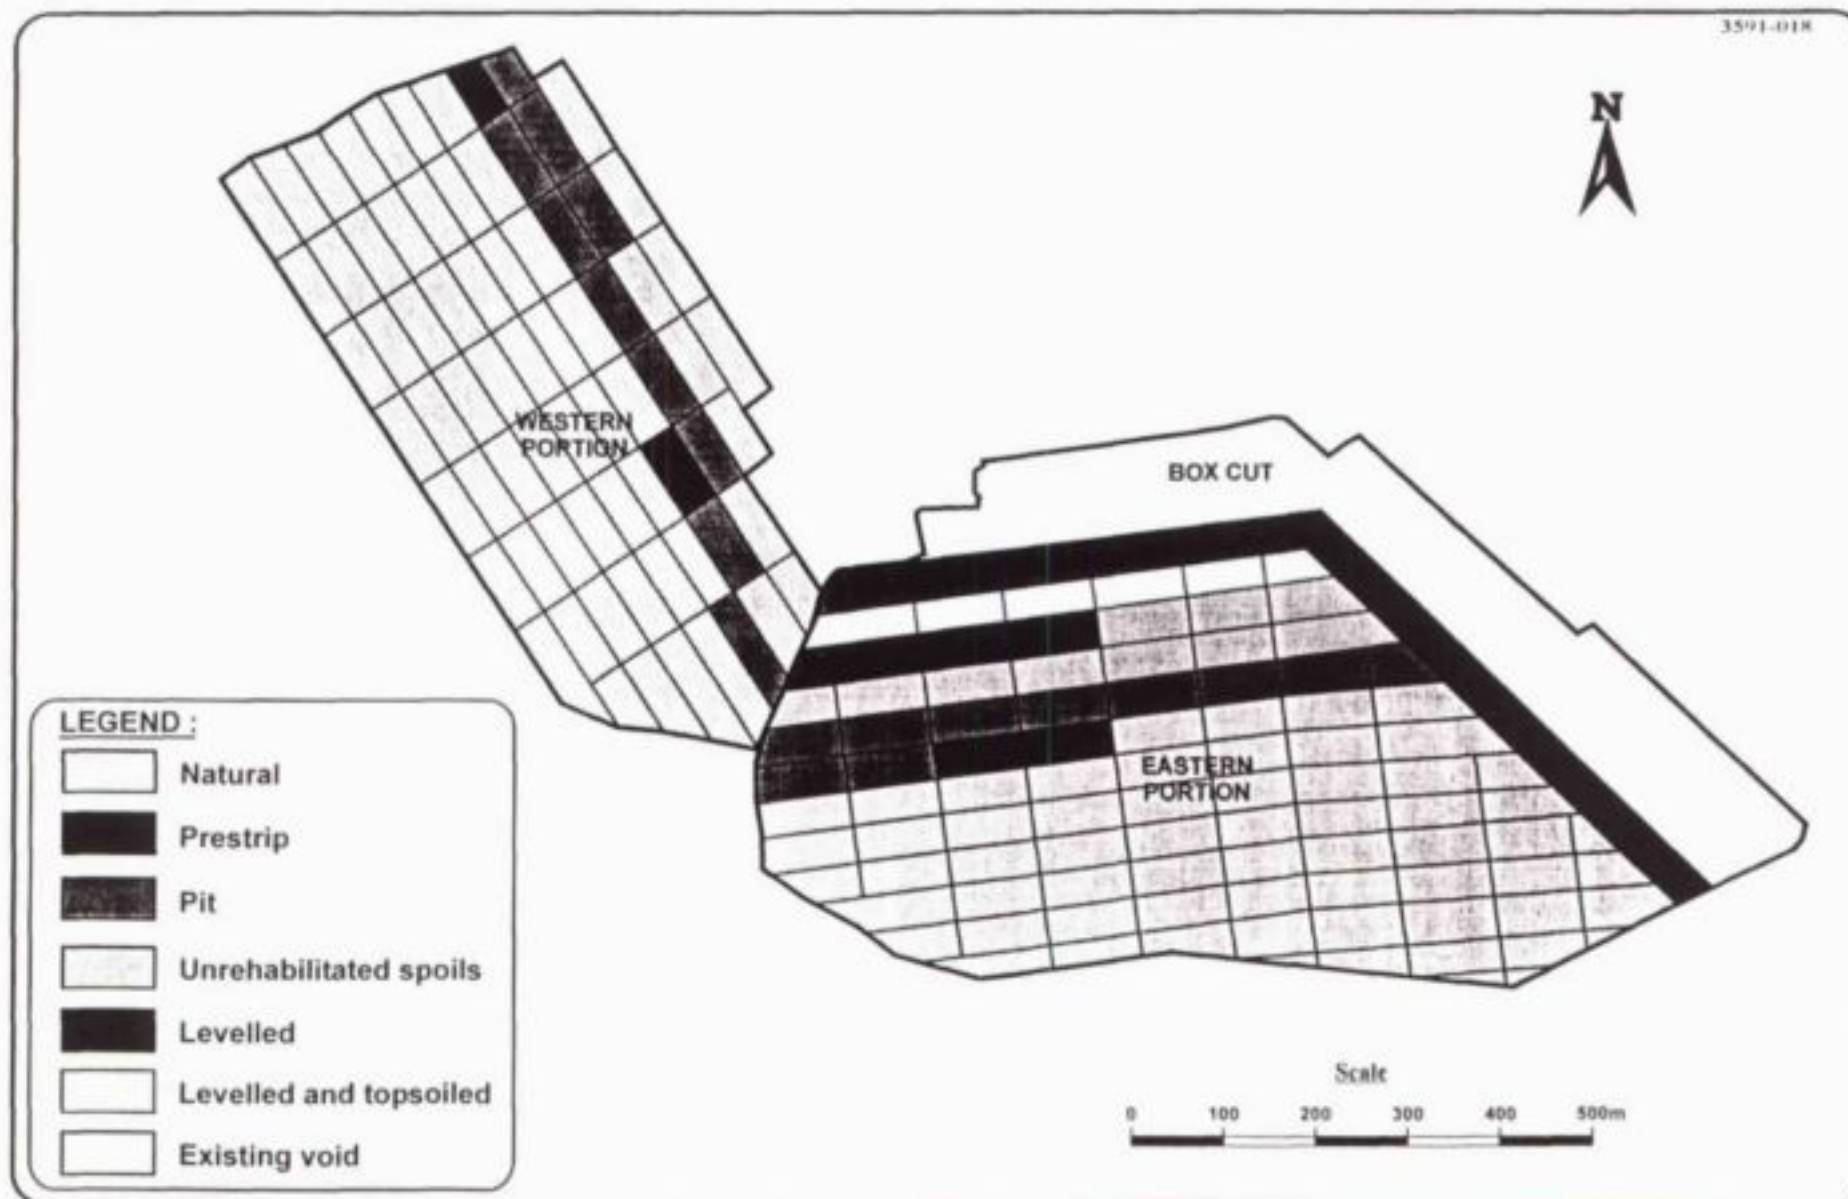 3591-018
N
WESTERN
PORTION
BOX CUT
EASTERN
PORTION
LEGEND :
Natural
Prestrip
Pit
Unrehabilitated spoils
Levelled
Levelled and topsoiled
Existing void
Scale
0 100 200 300 400 500m